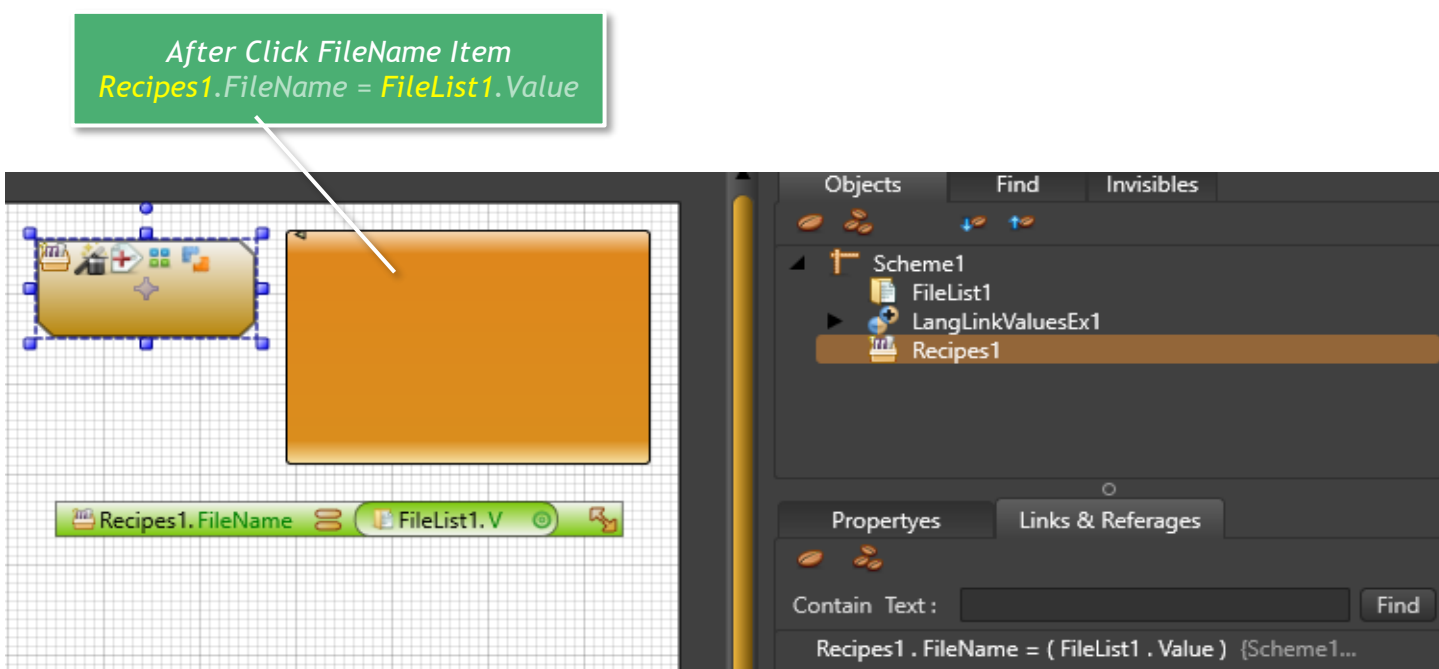 After Click FileName Item
Recipes1.FileName = FileList1.Value
Objects Find Invisibles
Scheme1
FileList1
LangLinkValuesEx1
Recipes1
Recipes1.FileName FileList1.V
Propertyes Links & Referages
Contain Text : Find
Recipes1 . FileName = ( FileList1 . Value ) {Scheme1...